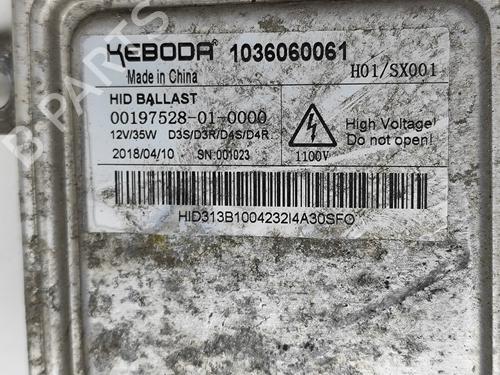 KEBODA 1036060061
Made in China
H01/SX001
HID BALLAST
00197528-01-0000
12V/35W D3S/D3R/D4S/D4R
2018/04/10 SN:001023
1100V
High Voltage!
Do not open!
HID313B1004232I4A30SFO
B-PARTS